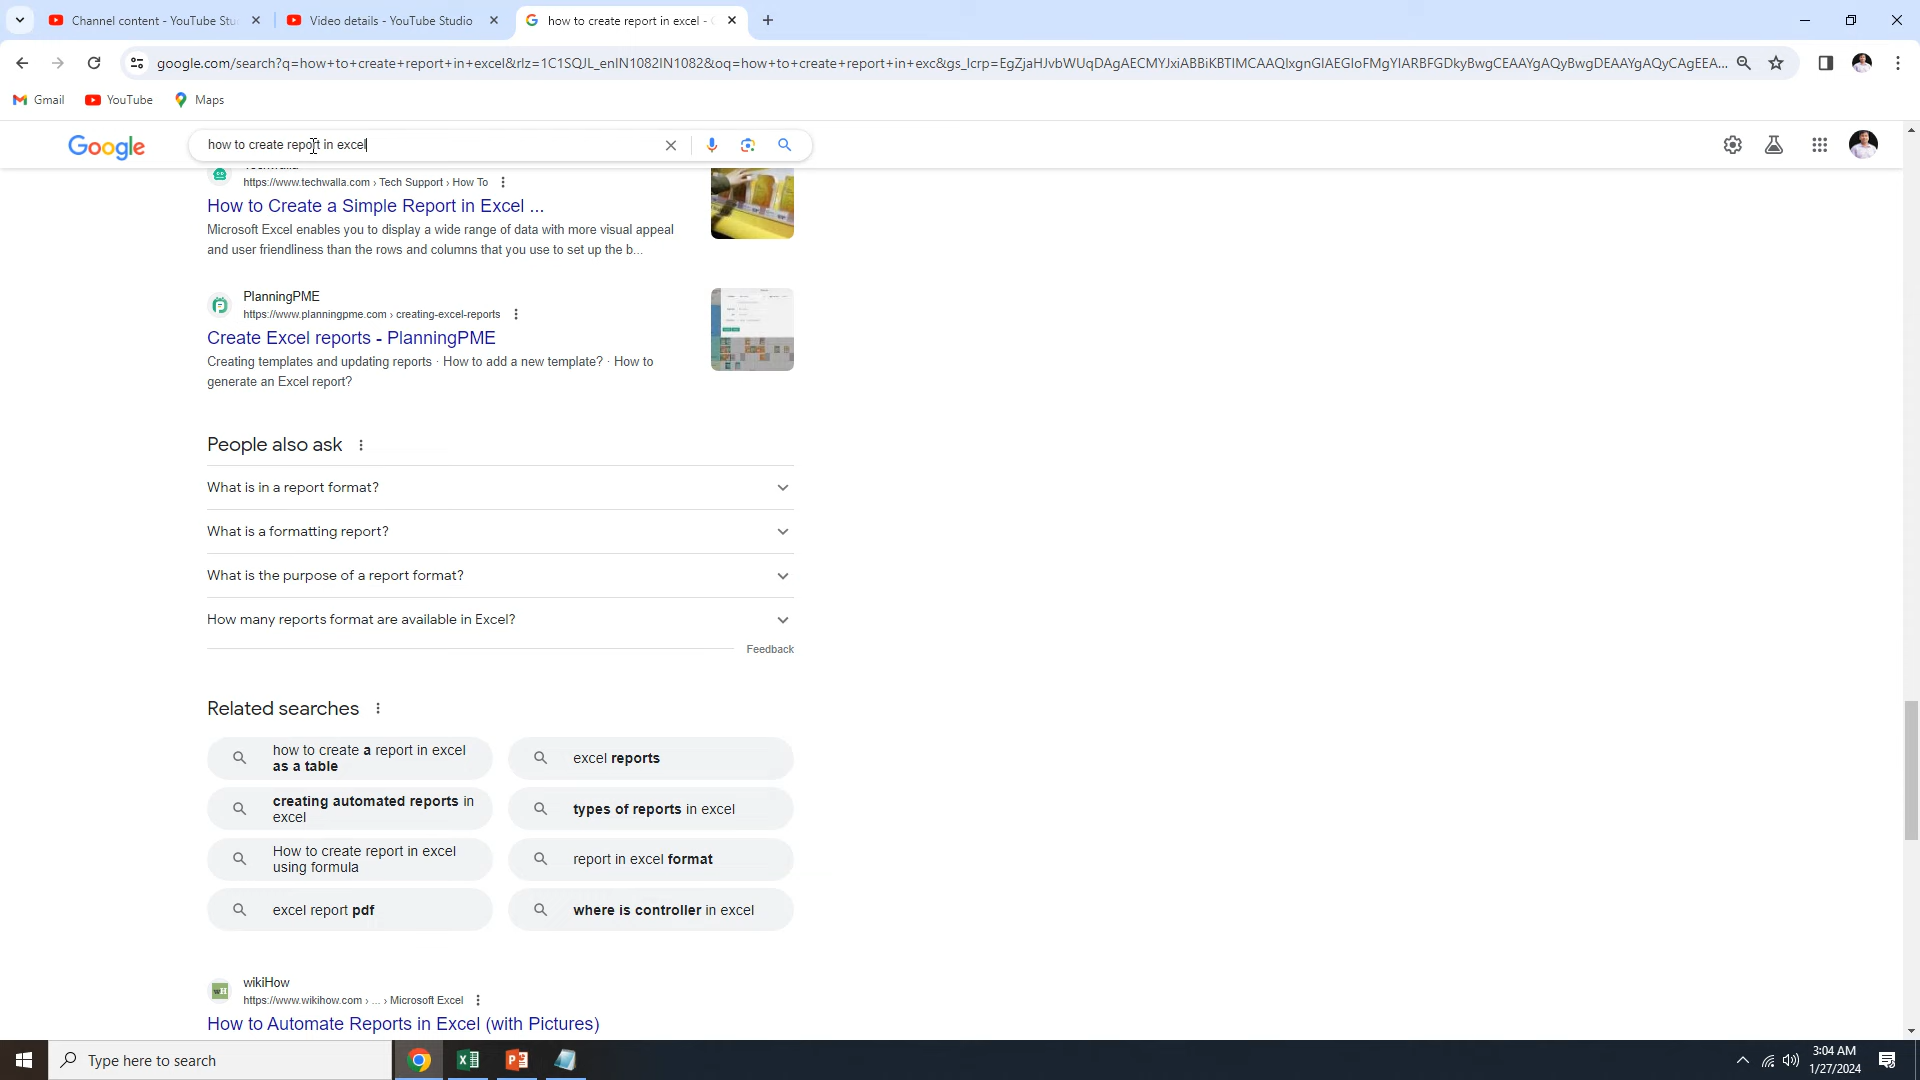 Channel content - YouTube Stu
Video details - YouTube Studio
how to create report in excel -
google.com/search?q=how+to+create+report+in+excel&rlz=1C1SQJL_enIN1082IN1082&oq=how+to+create+report+in+exc&gs_lcrp=EgZjaHJvbWUqDAgAECMYJxiABBiKBTIMCAAQIxgnGIAEGIoFMgYIARBFGDkyBwgCEAAYgAQyBwgDEAAYgAQyCAgEEA...
Gmail
YouTube
Maps
Google
how to create report in excel
https://www.techwalla.com › Tech Support › How To
How to Create a Simple Report in Excel ...
Microsoft Excel enables you to display a wide range of data with more visual appeal
and user friendliness than the rows and columns that you use to set up the b...
PlanningPME
https://www.planningpme.com › creating-excel-reports
Create Excel reports - PlanningPME
Creating templates and updating reports · How to add a new template? · How to
generate an Excel report?
People also ask
What is in a report format?
What is a formatting report?
What is the purpose of a report format?
How many reports format are available in Excel?
Feedback
Related searches
how to create a report in excel
as a table
excel reports
creating automated reports in
excel
types of reports in excel
How to create report in excel
using formula
report in excel format
excel report pdf
where is controller in excel
wikiHow
https://www.wikihow.com › ... › Microsoft Excel
How to Automate Reports in Excel (with Pictures)
Type here to search
3:04 AM
1/27/2024